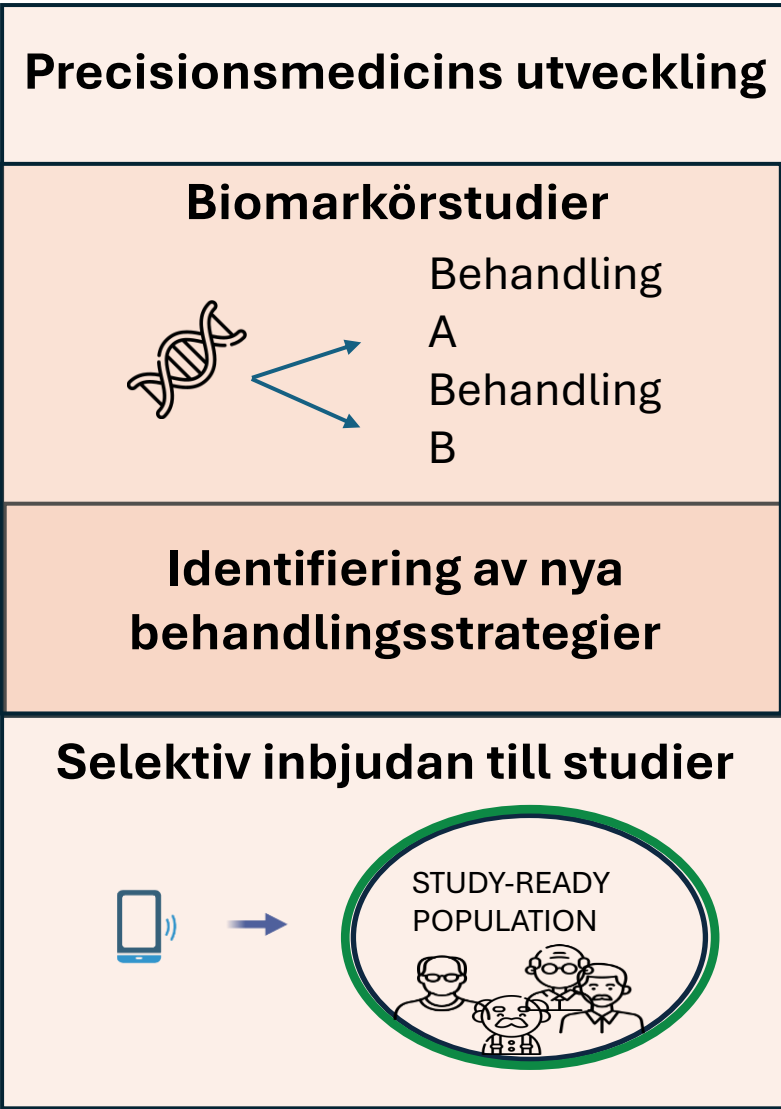 Precisionsmedicins utveckling
Biomarkörstudier
Behandling
A
Behandling
B
Identifiering av nya
behandlingsstrategier
Selektiv inbjudan till studier
STUDY-READY
POPULATION